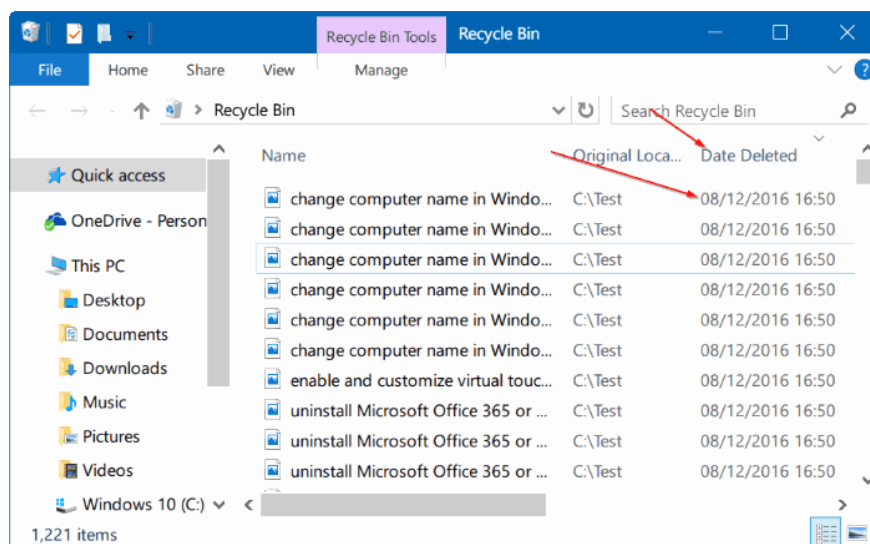 Recycle Bin Tools Recycle Bin
File Home Share View Manage
Recycle Bin Search Recycle Bin
Name Original Loca... Date Deleted
Quick access
OneDrive - Person
This PC
Desktop
Documents
Downloads
Music
Pictures
Videos
Windows 10 (C:)
change computer name in Windo... C:\Test 08/12/2016 16:50
change computer name in Windo... C:\Test 08/12/2016 16:50
change computer name in Windo... C:\Test 08/12/2016 16:50
change computer name in Windo... C:\Test 08/12/2016 16:50
change computer name in Windo... C:\Test 08/12/2016 16:50
change computer name in Windo... C:\Test 08/12/2016 16:50
enable and customize virtual touc... C:\Test 08/12/2016 16:50
uninstall Microsoft Office 365 or ... C:\Test 08/12/2016 16:50
uninstall Microsoft Office 365 or ... C:\Test 08/12/2016 16:50
uninstall Microsoft Office 365 or ... C:\Test 08/12/2016 16:50
1,221 items